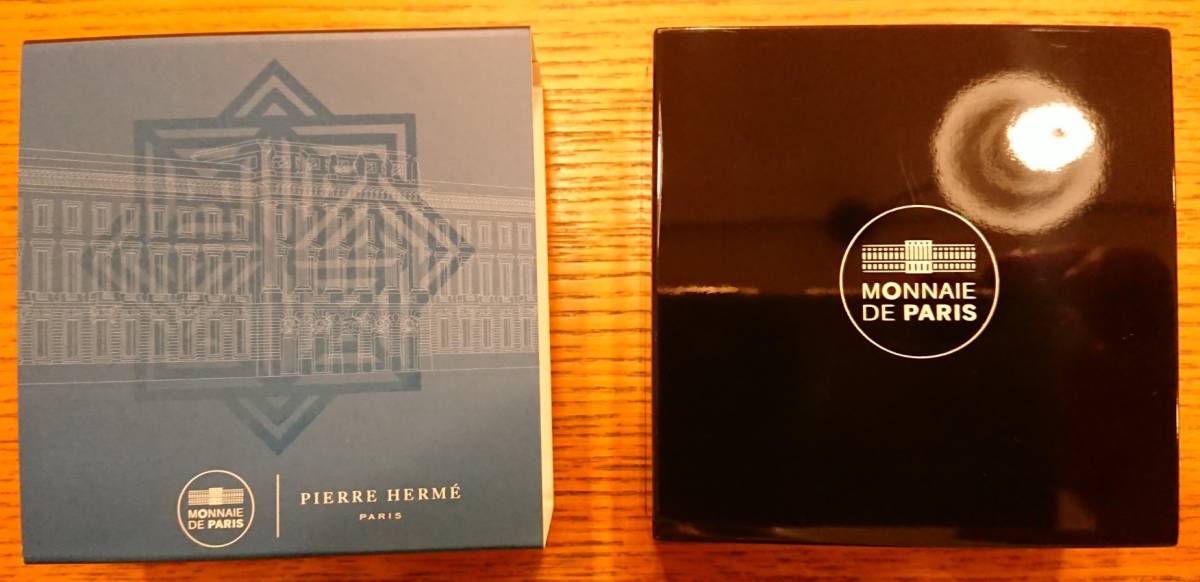 MONNAIE
DE PARIS
PIERRE HERMÉ
PARIS
MONNAIE
DE PARIS